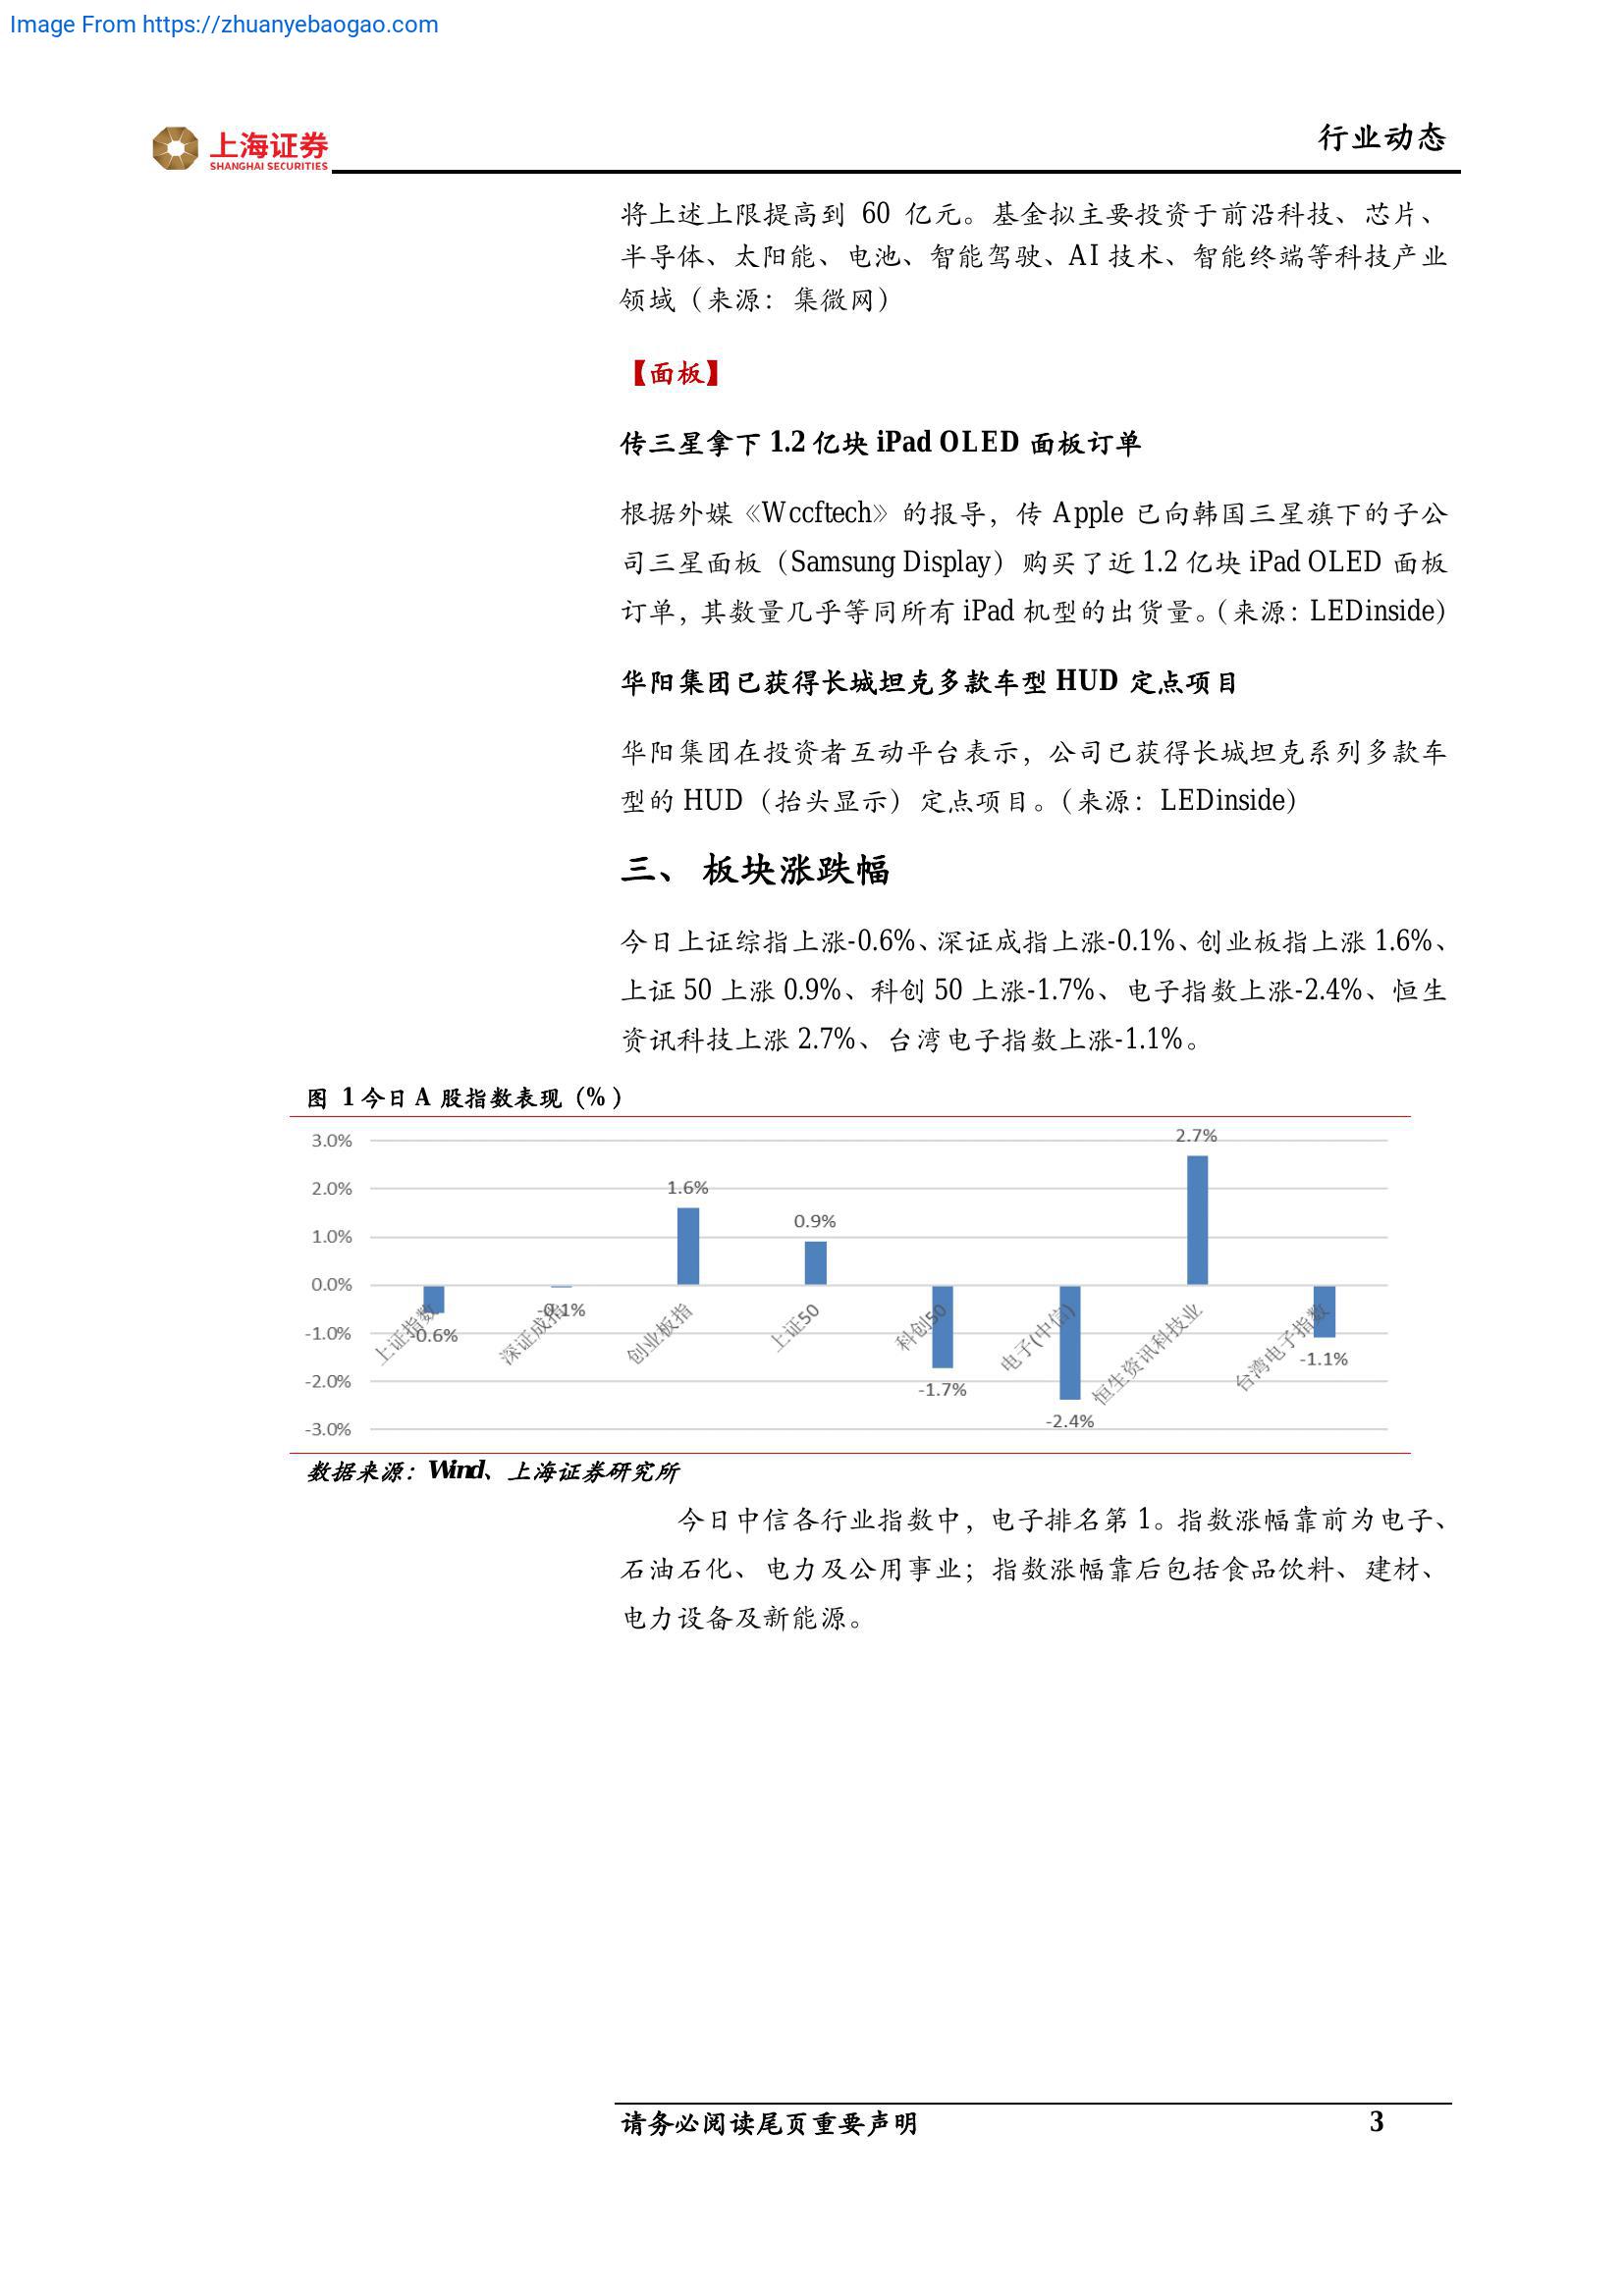 Image From https://zhuanyebaogao.com
上海证券
SHANGHAI SECURITIES
行业动态
将上述上限提高到 60 亿元。基金拟主要投资于前沿科技、芯片、
半导体、太阳能、电池、智能驾驶、AI 技术、智能终端等科技产业
领域（来源：集微网）
【面板】
传三星拿下 1.2 亿块 iPad OLED 面板订单
根据外媒《Wccftech》的报导，传 Apple 已向韩国三星旗下的子公
司三星面板（Samsung Display）购买了近 1.2 亿块 iPad OLED 面板
订单，其数量几乎等同所有 iPad 机型的出货量。（来源：LEDinside）
华阳集团已获得长城坦克多款车型 HUD 定点项目
华阳集团在投资者互动平台表示，公司已获得长城坦克系列多款车
型的 HUD（抬头显示）定点项目。（来源：LEDinside）
三、 板块涨跌幅
今日上证综指上涨-0.6%、深证成指上涨-0.1%、创业板指上涨 1.6%、
上证 50 上涨 0.9%、科创 50 上涨-1.7%、电子指数上涨-2.4%、恒生
资讯科技上涨 2.7%、台湾电子指数上涨-1.1%。
图 1 今日 A 股指数表现（%）
3.0%
2.0%
1.0%
0.0%
-1.0%
-2.0%
-3.0%
-0.6%
-0.1%
1.6%
0.9%
-1.7%
-2.4%
2.7%
-1.1%
上证指数
深证成指
创业板指
上证50
科创50
电子(中信)
恒生资讯科技业
台湾电子指数
数据来源：Wind、上海证券研究所
今日中信各行业指数中，电子排名第 1。指数涨幅靠前为电子、
石油石化、电力及公用事业；指数涨幅靠后包括食品饮料、建材、
电力设备及新能源。
请务必阅读尾页重要声明
3